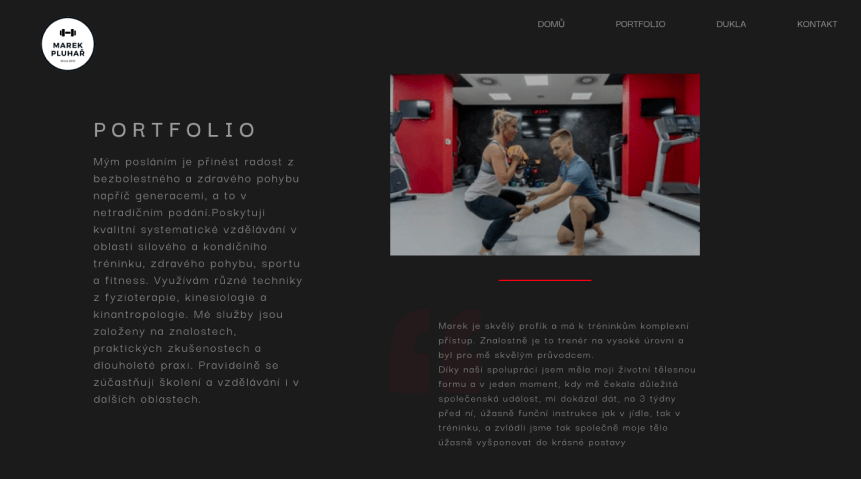 MAREK
PLUHAŘ
DOMŮ
PORTFOLIO
DUKLA
KONTAKT
PORTFOLIO
Mým posláním je přinést radost z
bezbolestného a zdravého pohybu
napříč generacemi, a to v
netradičním podání.Poskytuji
kvalitní systematické vzdělávání v
oblasti silového a kondičního
tréninku, zdravého pohybu, sportu
a fitness. Využívám různé techniky
z fyzioterapie, kinesiologie a
kinantropologie. Mé služby jsou
založeny na znalostech,
praktických zkušenostech a
dlouholeté praxi. Pravidelně se
zúčastňuji školení a vzdělávání i v
dalších oblastech.
Marek je skvělý profík a má k tréninkům komplexní
přístup. Znalostně je to trenér na vysoké úrovni a
byl pro mě skvělým průvodcem.
Díky naší spolupráci jsem měla moji životní tělesnou
formu a v jeden moment, kdy mě čekala důležitá
společenská událost, mi dokázal dát, na 3 týdny
před ní, úžasně funční instrukce jak v jídle, tak v
tréninku, a zvládli jsme tak společně moje tělo
úžasně vyšponovat do krásné postavy